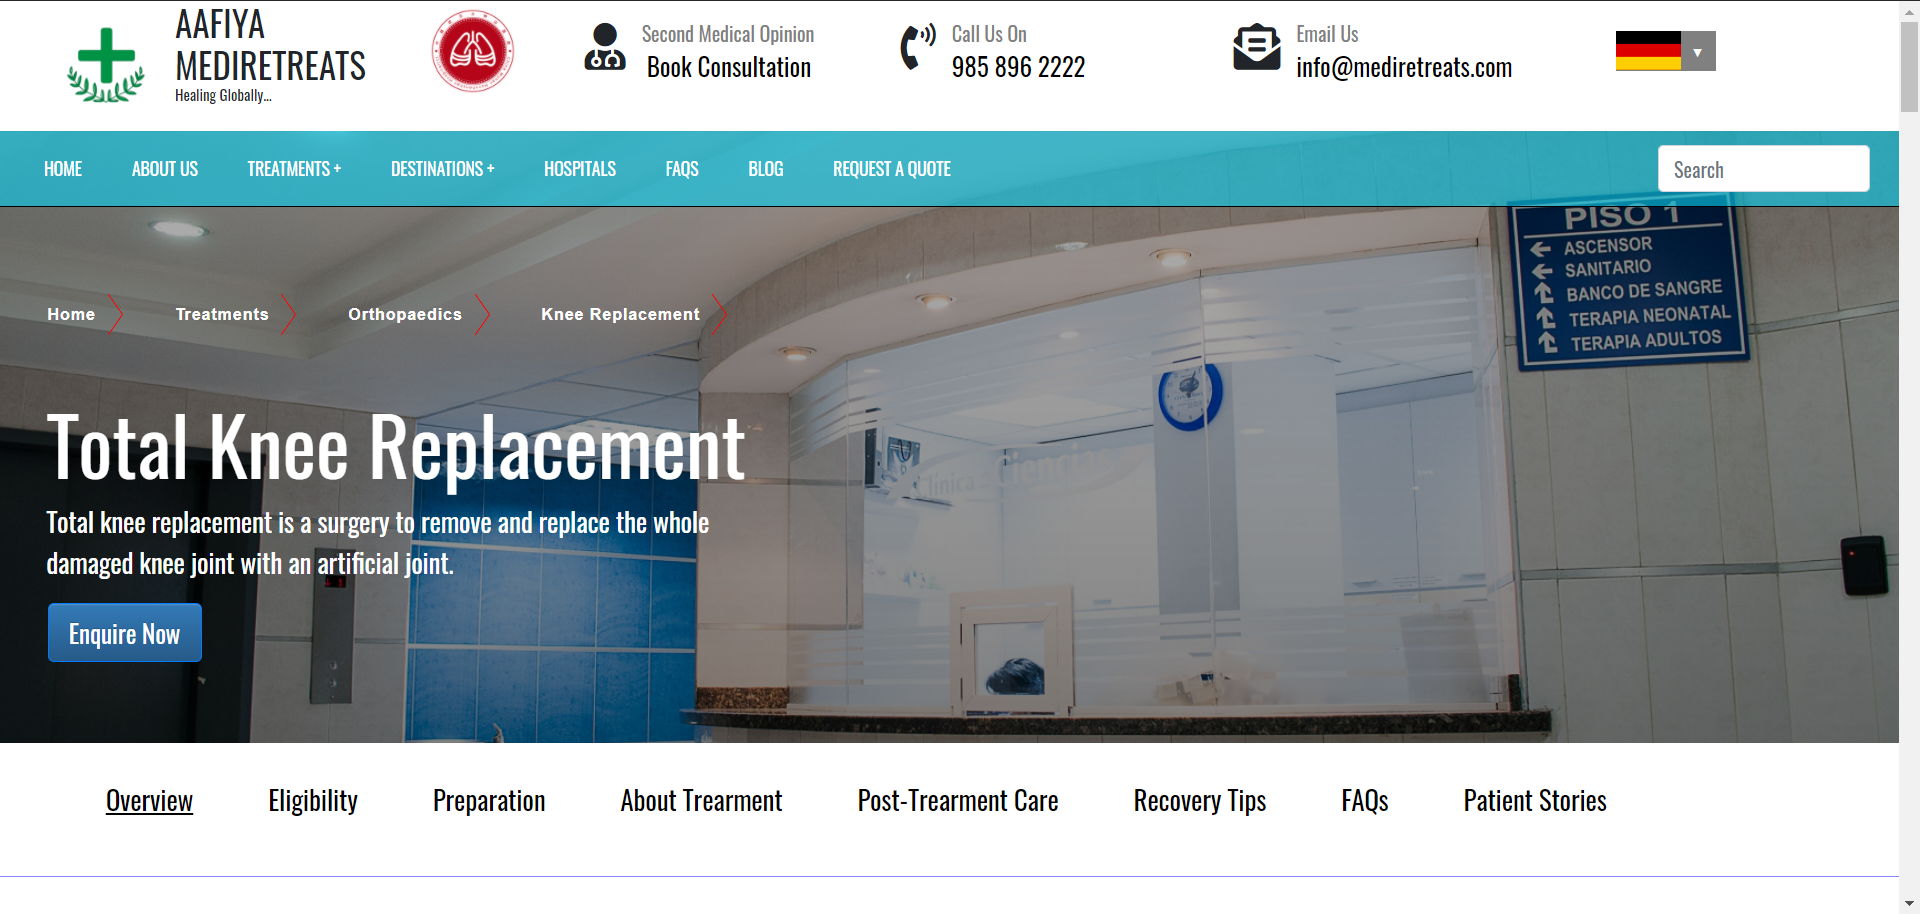 AAFIYA
MEDIRETREATS
Healing Globally...
Second Medical Opinion
Book Consultation
Call Us On
985 896 2222
Email Us
info@mediretreats.com
HOME
ABOUT US
TREATMENTS +
DESTINATIONS +
HOSPITALS
FAQS
BLOG
REQUEST A QUOTE
Search
PISO 1
ASCENSOR
SANITARIO
BANCO DE SANGRE
TERAPIA NEONATAL
TERAPIA ADULTOS
Home
Treatments
Orthopaedics
Knee Replacement
Total Knee Replacement
Total knee replacement is a surgery to remove and replace the whole
damaged knee joint with an artificial joint.
Clínica
Enquire Now
Overview
Eligibility
Preparation
About Trearment
Post-Trearment Care
Recovery Tips
FAQs
Patient Stories